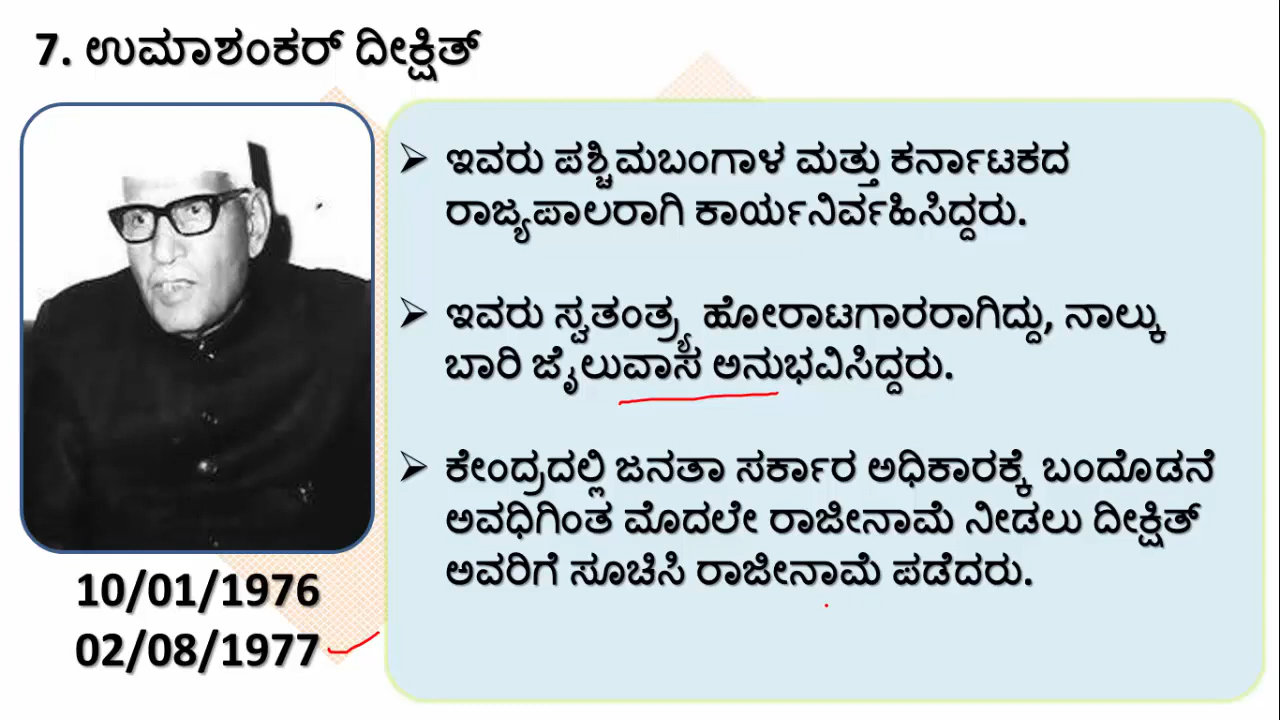 7. ಉಮಾಶಂಕರ್ ದೀಕ್ಷಿತ್
ಇವರು ಪಶ್ಚಿಮಬಂಗಾಳ ಮತ್ತು ಕರ್ನಾಟಕದ
ರಾಜ್ಯಪಾಲರಾಗಿ ಕಾರ್ಯನಿರ್ವಹಿಸಿದ್ದರು.
ಇವರು ಸ್ವತಂತ್ರ್ಯ ಹೋರಾಟಗಾರರಾಗಿದ್ದು, ನಾಲ್ಕು
ಬಾರಿ ಜೈಲುವಾಸ ಅನುಭವಿಸಿದ್ದರು.
ಕೇಂದ್ರದಲ್ಲಿ ಜನತಾ ಸರ್ಕಾರ ಅಧಿಕಾರಕ್ಕೆ ಬಂದೊಡನೆ
ಅವಧಿಗಿಂತ ಮೊದಲೇ ರಾಜೀನಾಮೆ ನೀಡಲು ದೀಕ್ಷಿತ್
ಅವರಿಗೆ ಸೂಚಿಸಿ ರಾಜೀನಾಮೆ ಪಡೆದರು.
10/01/1976
02/08/1977